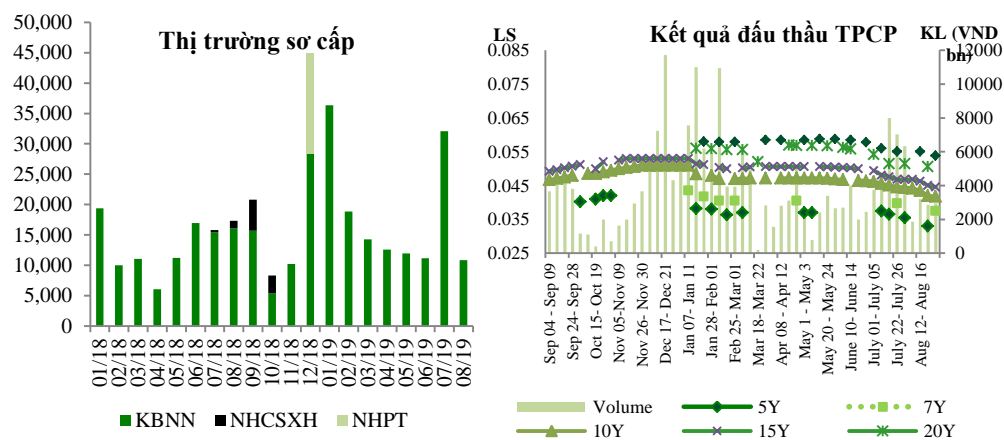 Thị trường sơ cấp
50,000
45,000
40,000
35,000
30,000
25,000
20,000
15,000
10,000
5,000
0
01/18
02/18
03/18
04/18
05/18
06/18
07/18
08/18
09/18
10/18
11/18
12/18
01/19
02/19
03/19
04/19
05/19
06/19
07/19
08/19
KBNN
NHCSXH
NHPT
LS
Kết quả đấu thầu TPCP
KL (VND bn)
0.085
0.075
0.065
0.055
0.045
0.035
0.025
12000
10000
8000
6000
4000
2000
0
Sep 04 - Sep 09
Sep 24 - Sep 28
Oct 15- Oct 19
Nov 05-Nov 09
Nov 26- Nov 30
Dec 17- Dec 21
Jan 07- Jan 11
Jan 28- Feb 01
Feb 25- Mar 01
Mar 18- Mar 22
Apr 08 - Apr 12
May 1 - May 3
May 20 - May 24
June 10- June 14
July 01- July 05
July 22- July 26
Aug 12- Aug 16
Volume
5Y
7Y
10Y
15Y
20Y